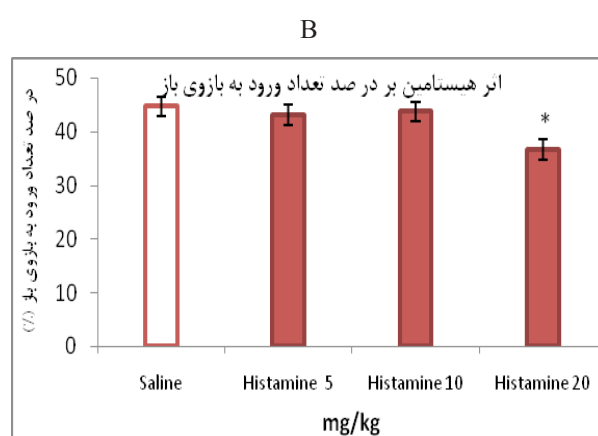 B
اثر هیستامین بر در صد تعداد ورود به بازوی باز
در صد تعداد ورود به بازوی باز (٪)
50
40
30
20
10
0
*
Saline
Histamine 5
Histamine 10
Histamine 20
mg/kg